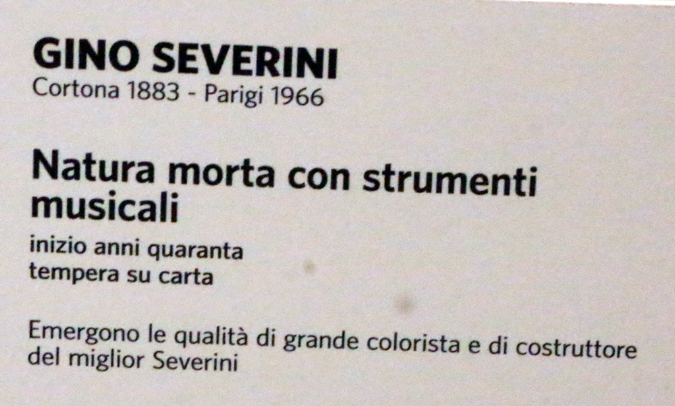 GINO SEVERINI
Cortona 1883 - Parigi 1966
Natura morta con strumenti
musicali
inizio anni quaranta
tempera su carta
Emergono le qualità di grande colorista e di costruttore
del miglior Severini